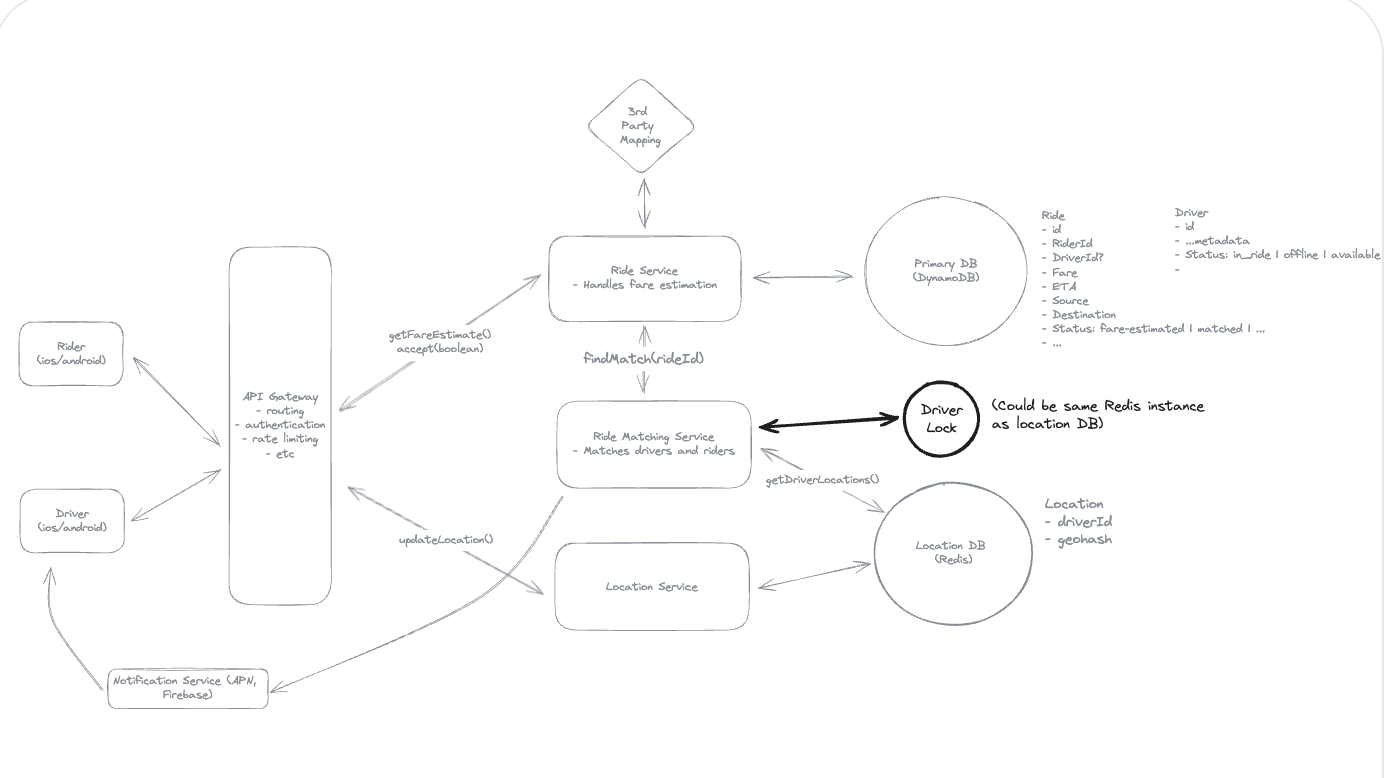 3rd
Party
Mapping
Ride Service
- Handles fare estimation
Primary DB
(DynamoDB)
Ride
- id
- RiderId
- DriverId?
- Fare
- ETA
- Source
- Destination
- Status: fare-estimated | matched | ...
- ...
Driver
- id
- ...metadata
- Status: in_ride | offline | available
-
getFareEstimate()
accept(boolean)
findMatch(rideId)
Rider
(ios/android)
API Gateway
- routing
- authentication
- rate limiting
- etc
Ride Matching Service
- Matches drivers and riders
Driver
Lock
(Could be same Redis instance
as location DB)
getDriverLocations()
Driver
(ios/android)
updateLocation()
Location Service
Location DB
(Redis)
Location
- driverId
- geohash
Notification Service (APN,
Firebase)